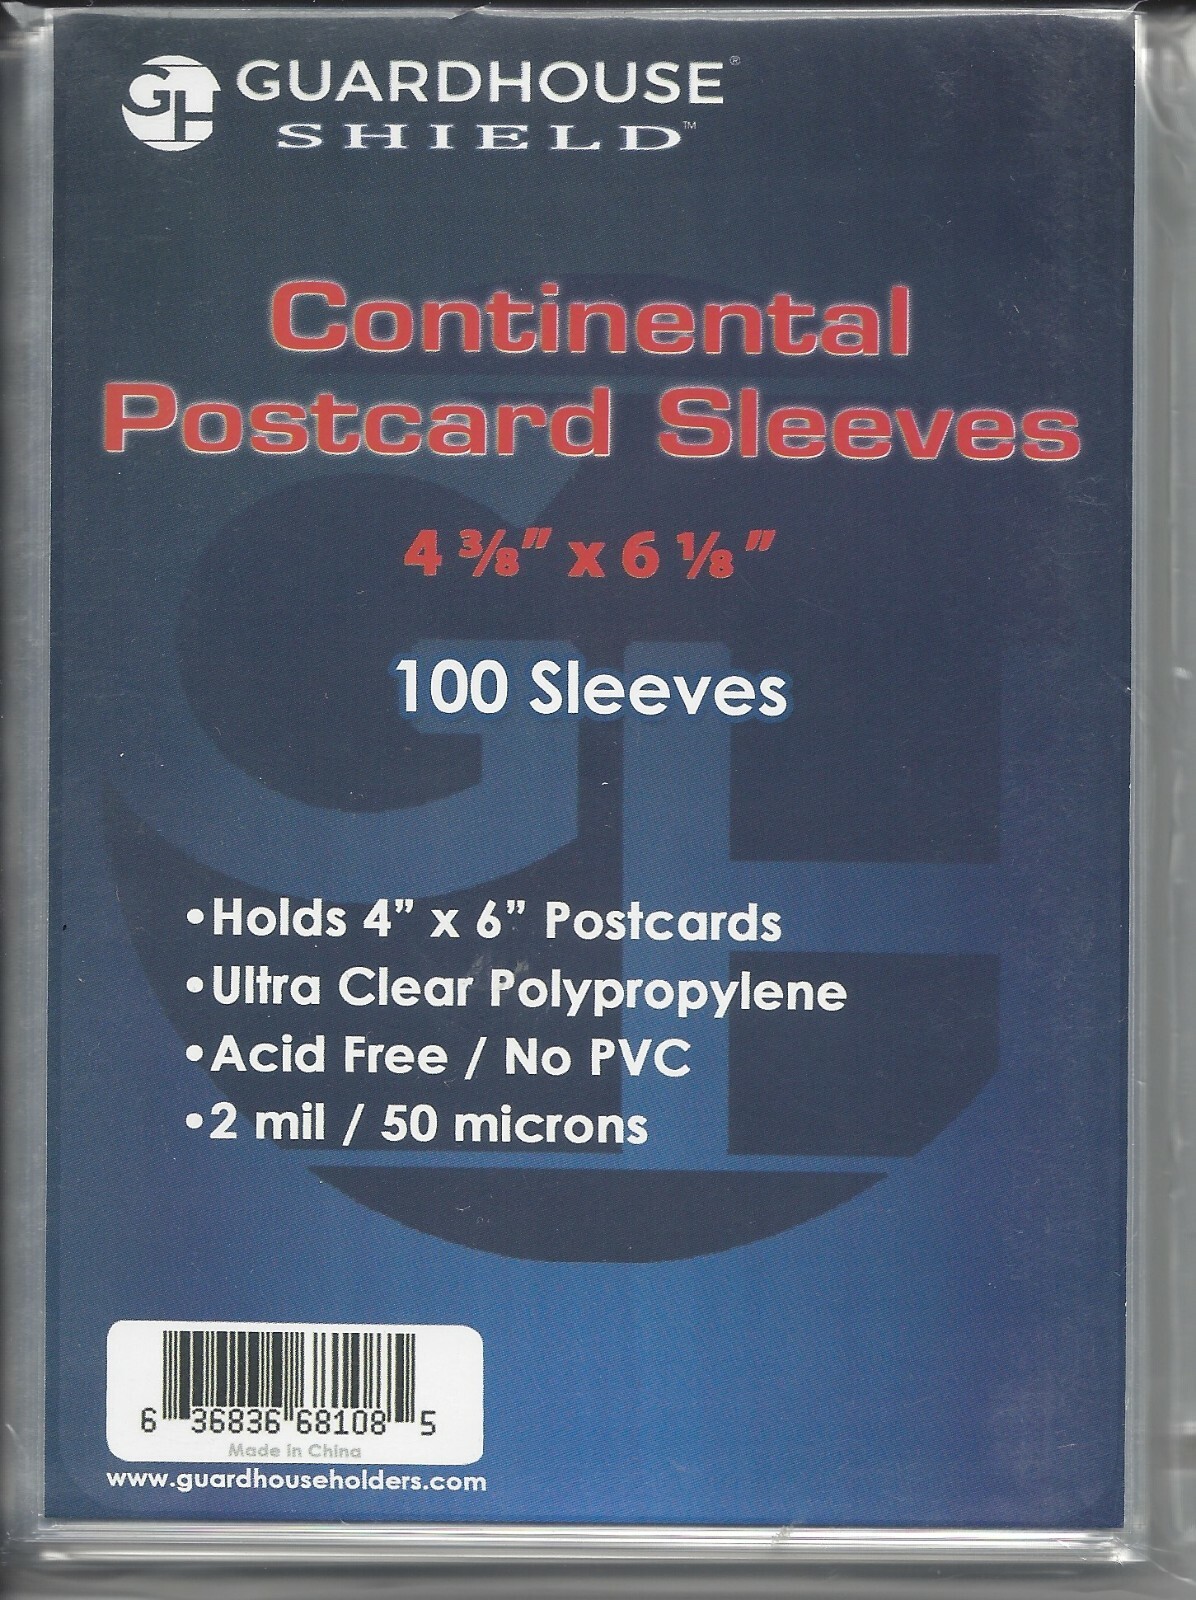 GH GUARDHOUSE®
SHIELD™
Continental
Postcard Sleeves
4 ⅜” x 6 ⅛”
100 Sleeves
•Holds 4” x 6” Postcards
•Ultra Clear Polypropylene
•Acid Free / No PVC
•2 mil / 50 microns
6 36836 68108 5
Made in China
www.guardhouseholders.com